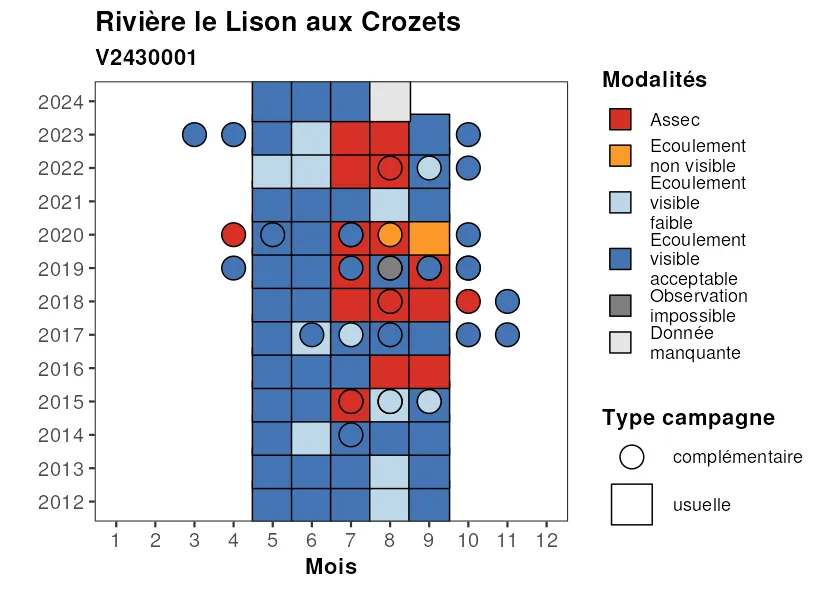 Rivière le Lison aux Crozets
V2430001
2024
2023
2022
2021
2020
2019
2018
2017
2016
2015
2014
2013
2012
1 2 3 4 5 6 7 8 9 10 11 12
Mois
Modalités
Assec
Ecoulement
non visible
Ecoulement
visible
faible
Ecoulement
visible
acceptable
Observation
impossible
Donnée
manquante
Type campagne
complémentaire
usuelle